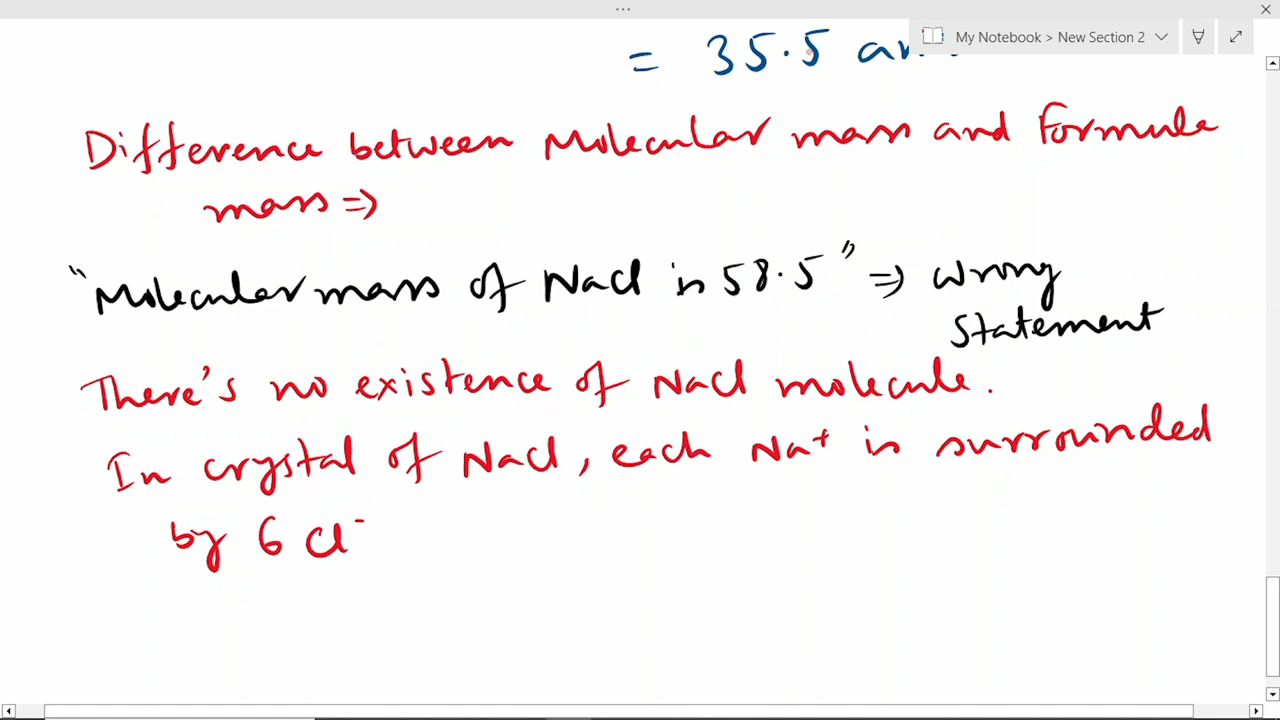 ...
My Notebook > New Section 2
= 35.5
Difference between Molecular mass and Formula
mass ⇒
"Molecular mass of NaCl is 58.5" ⇒ Wrong
Statement
There's no existence of NaCl molecule.
In crystal of NaCl, each Na⁺ is surrounded
by 6 Cl⁻